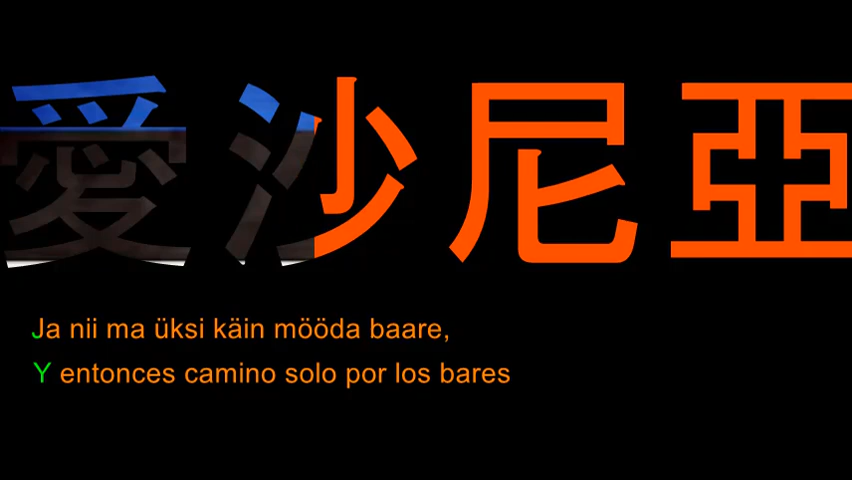 愛沙尼亞
Ja nii ma üksi käin mööda baare,
Y entonces camino solo por los bares